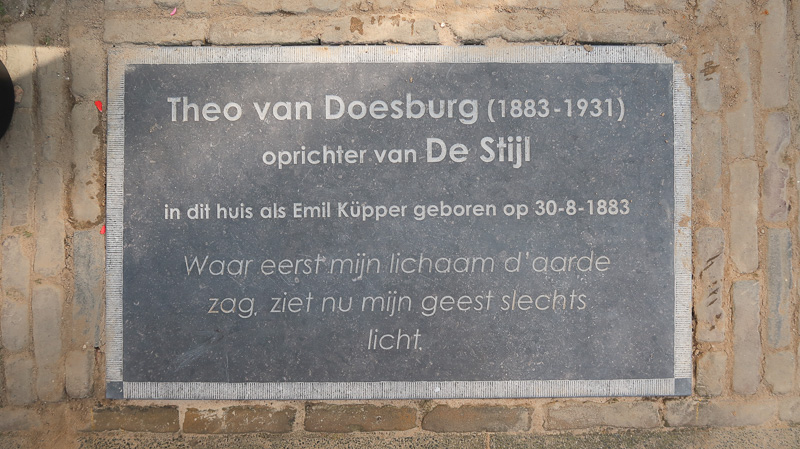 Theo van Doesburg (1883-1931)
oprichter van De Stijl
in dit huis als Emil Küpper geboren op 30-8-1883
Waar eerst mijn lichaam d'aarde
zag, ziet nu mijn geest slechts
licht.